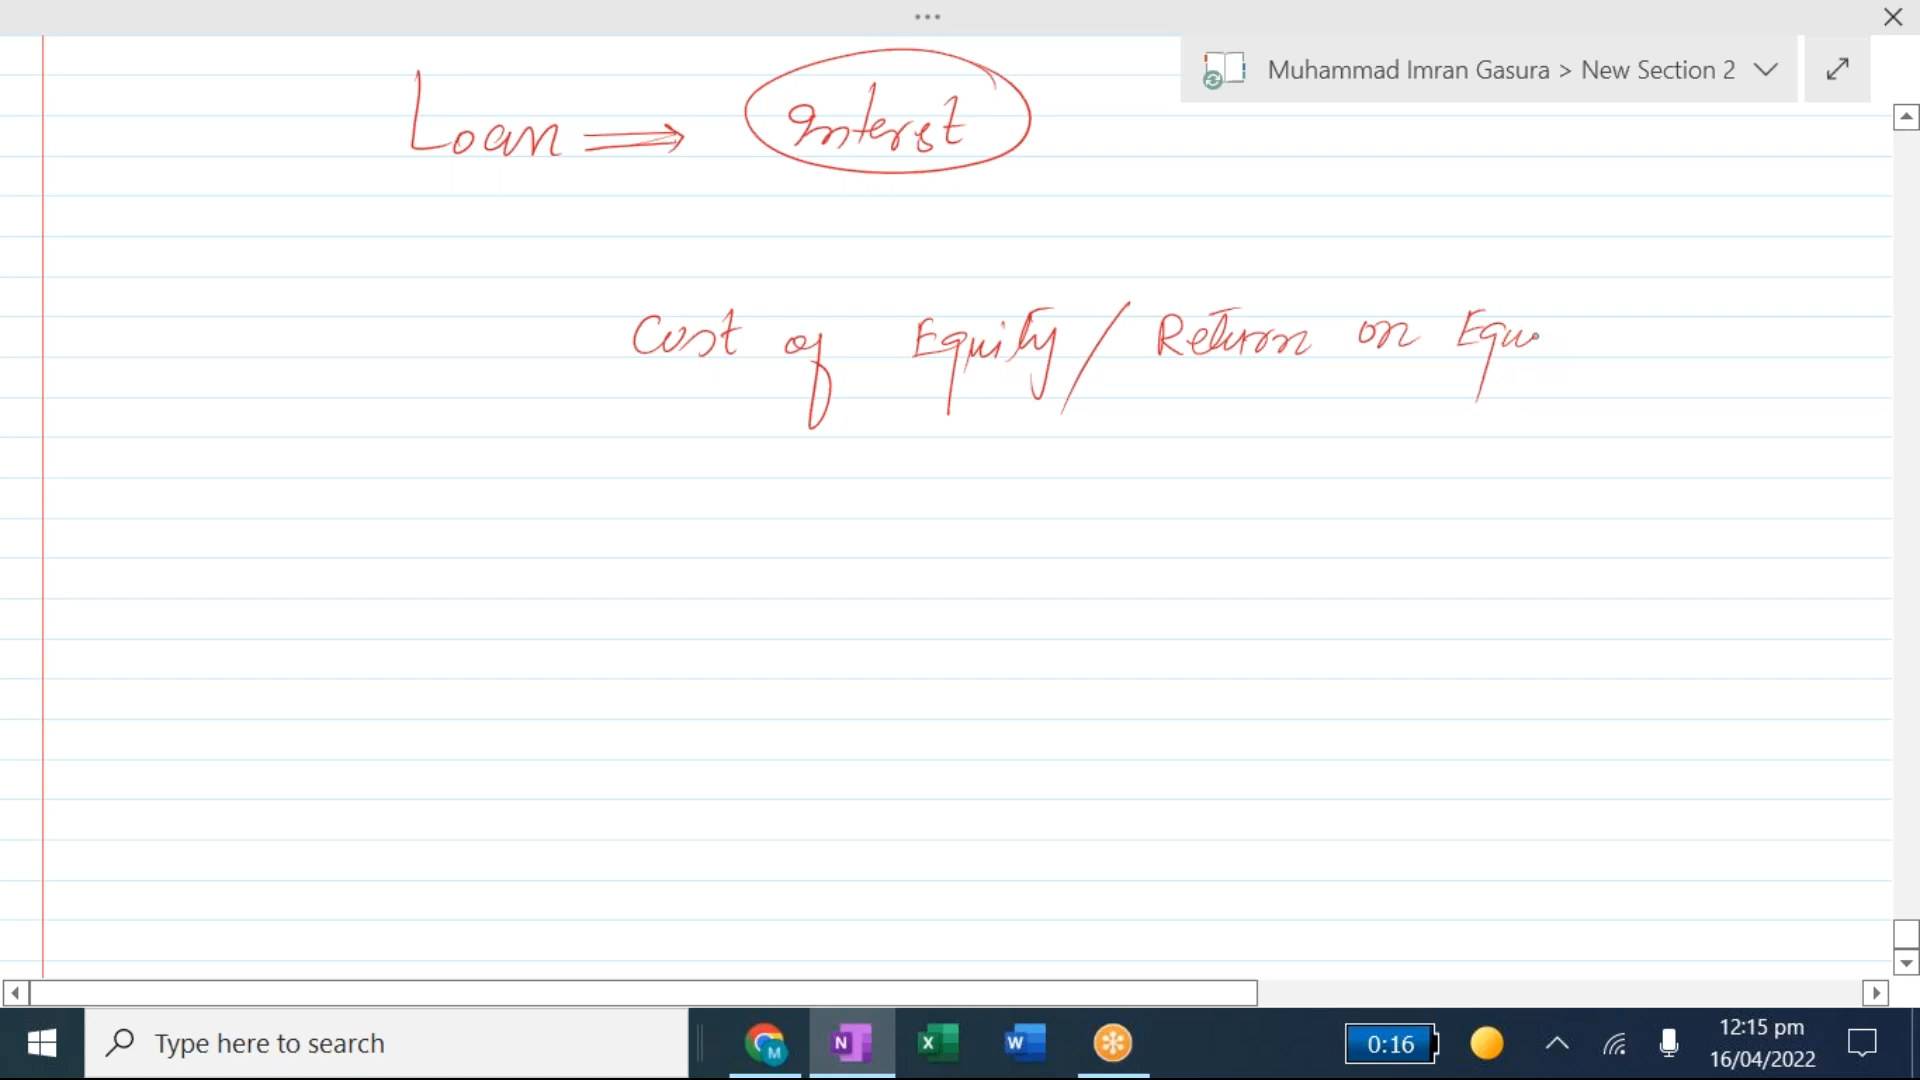 Muhammad Imran Gasura > New Section 2
Loan ⇒ Interst
Cost of Equity / Return on Equ
Type here to search
0:16
12:15 pm
16/04/2022